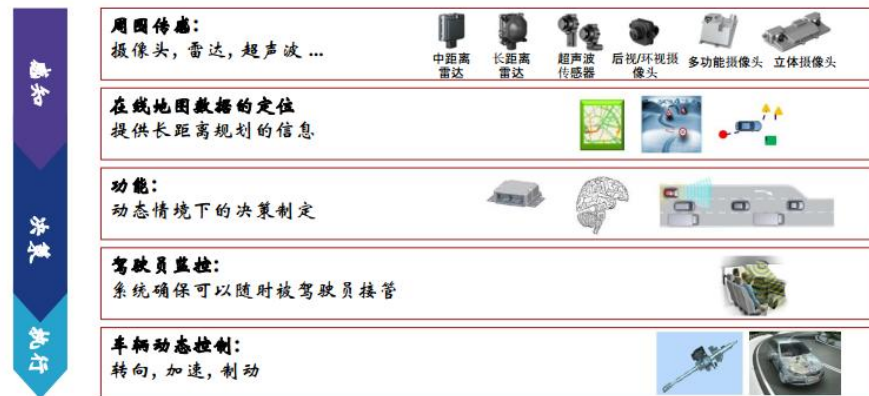 感知
决策
执行
周围传感：
摄像头，雷达，超声波 ...
中距离
雷达
长距离
雷达
超声波
传感器
后视/环视摄
像头
多功能摄像头
立体摄像头
在线地图数据的定位
提供长距离规划的信息
功能：
动态情境下的决策制定
驾驶员监控：
系统确保可以随时被驾驶员接管
车辆动态控制：
转向，加速，制动